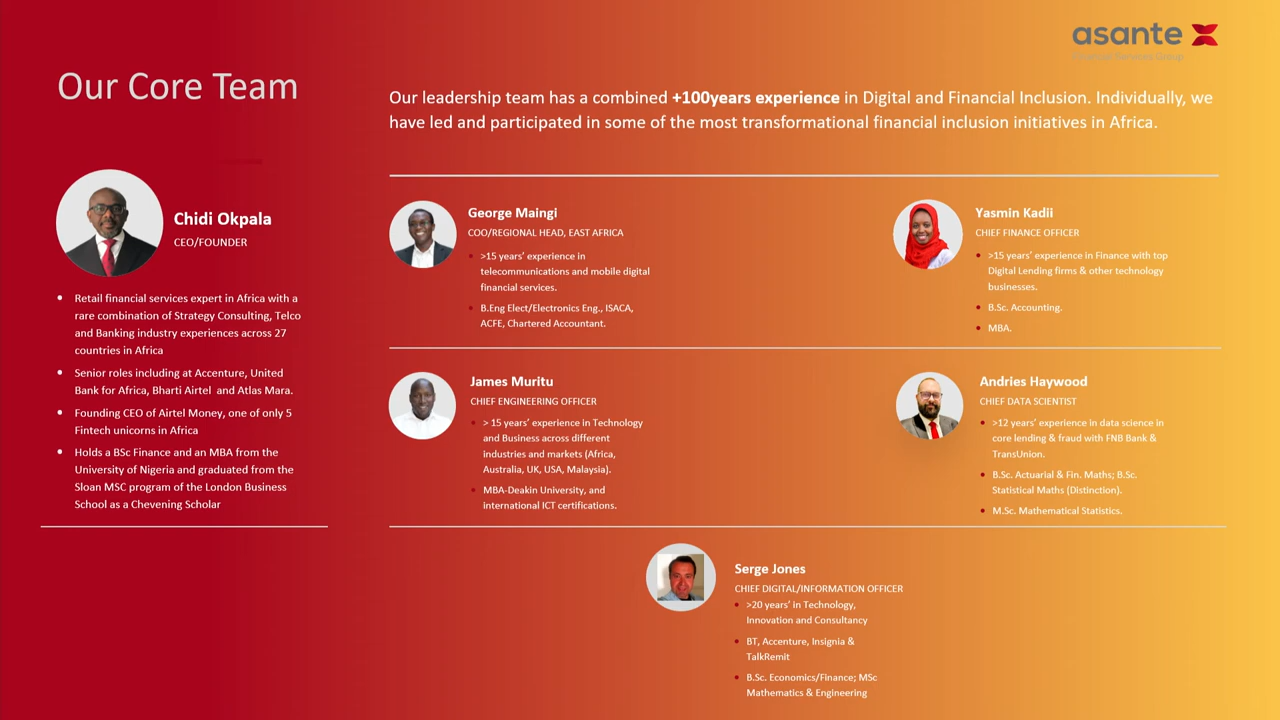 asante
Financial Services Group
Our Core Team
Our leadership team has a combined +100years experience in Digital and Financial Inclusion. Individually, we
have led and participated in some of the most transformational financial inclusion initiatives in Africa.
Chidi Okpala
CEO/FOUNDER
• Retail financial services expert in Africa with a
rare combination of Strategy Consulting, Telco
and Banking industry experiences across 27
countries in Africa
• Senior roles including at Accenture, United
Bank for Africa, Bharti Airtel and Atlas Mara.
• Founding CEO of Airtel Money, one of only 5
Fintech unicorns in Africa
• Holds a BSc Finance and an MBA from the
University of Nigeria and graduated from the
Sloan MSC program of the London Business
School as a Chevening Scholar
George Maingi
COO/REGIONAL HEAD, EAST AFRICA
• >15 years' experience in
telecommunications and mobile digital
financial services.
• B.Eng Elect/Electronics Eng., ISACA,
ACFE, Chartered Accountant.
Yasmin Kadii
CHIEF FINANCE OFFICER
• >15 years' experience in Finance with top
Digital Lending firms & other technology
businesses.
• B.Sc. Accounting.
• MBA.
James Muritu
CHIEF ENGINEERING OFFICER
• > 15 years' experience in Technology
and Business across different
industries and markets (Africa,
Australia, UK, USA, Malaysia).
• MBA-Deakin University, and
international ICT certifications.
Andries Haywood
CHIEF DATA SCIENTIST
• >12 years' experience in data science in
core lending & fraud with FNB Bank &
TransUnion.
• B.Sc. Actuarial & Fin. Maths; B.Sc.
Statistical Maths (Distinction).
• M.Sc. Mathematical Statistics.
Serge Jones
CHIEF DIGITAL/INFORMATION OFFICER
• >20 years' in Technology,
Innovation and Consultancy
• BT, Accenture, Insignia &
TalkRemit
• B.Sc. Economics/Finance; MSc
Mathematics & Engineering